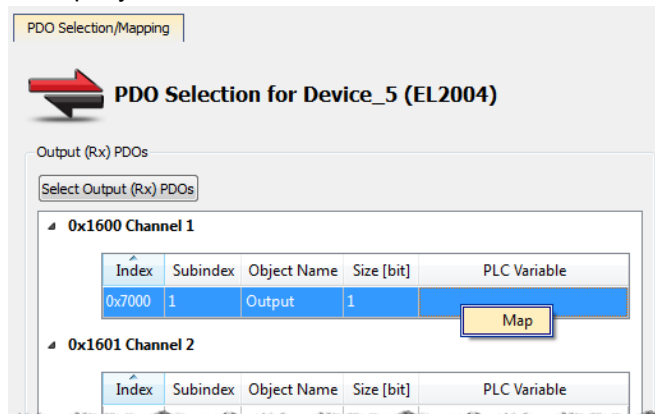 PDO Selection/Mapping
PDO Selection for Device_5 (EL2004)
Output (Rx) PDOs
Select Output (Rx) PDOs
0x1600 Channel 1
Index Subindex Object Name Size [bit] PLC Variable
0x7000 1 Output 1
Map
0x1601 Channel 2
Index Subindex Object Name Size [bit] PLC Variable